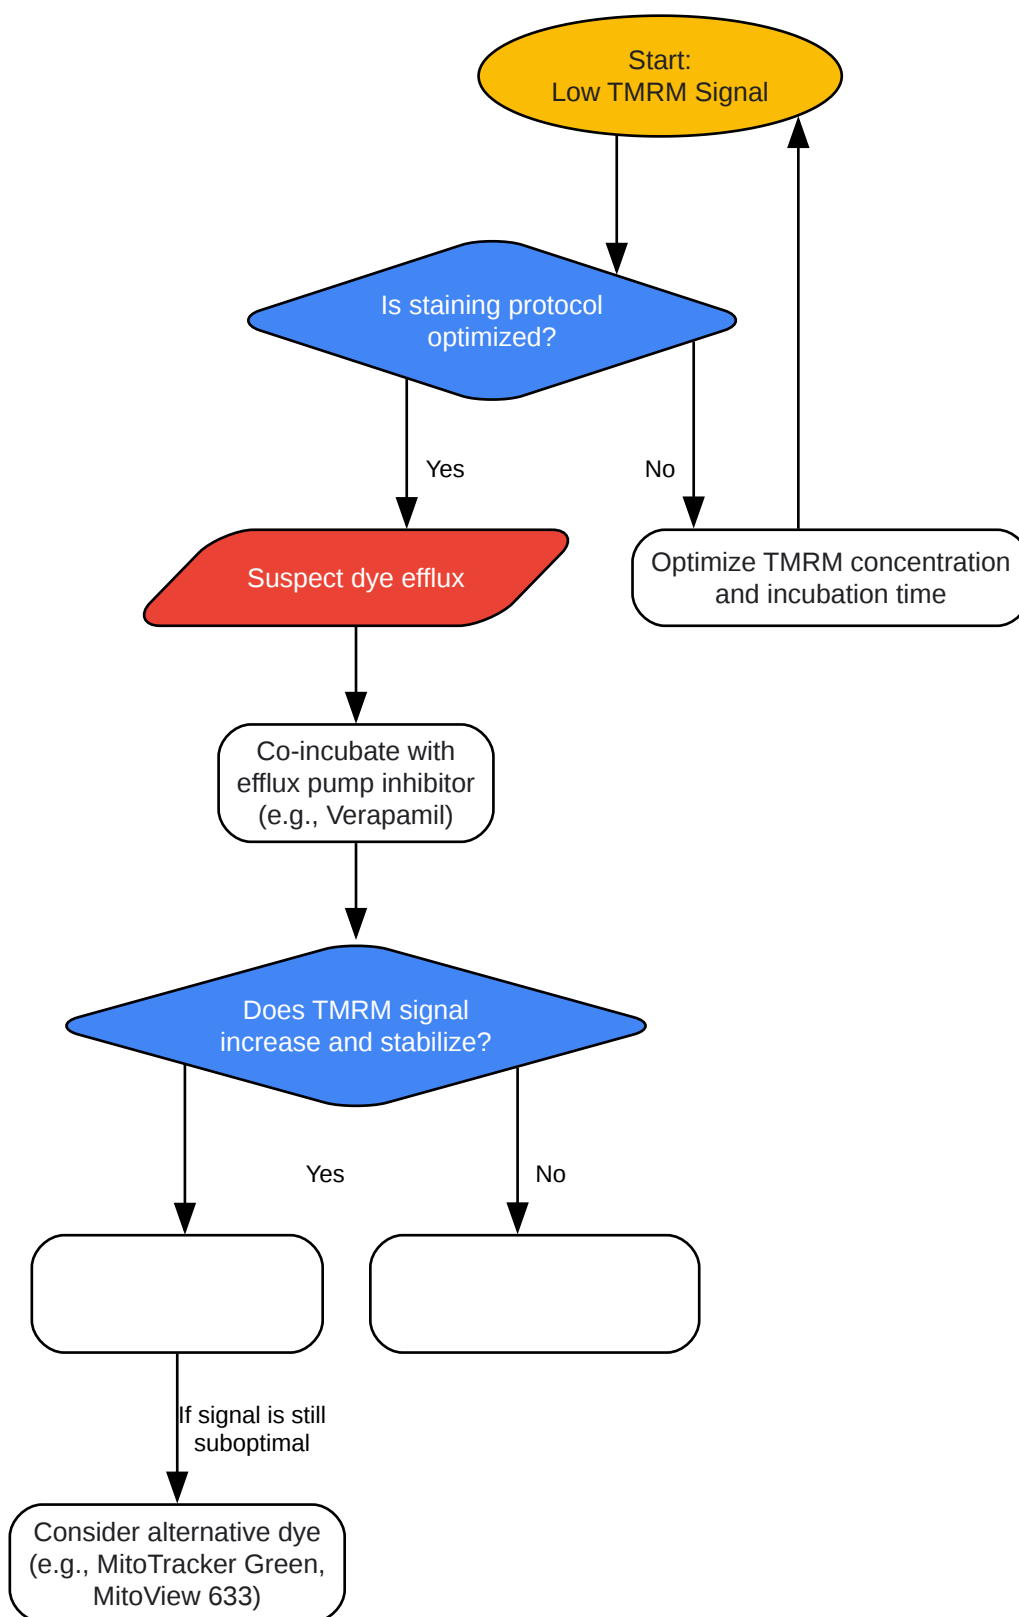 Start:
Low TMRM Signal
Is staining protocol
optimized?
Yes
No
Suspect dye efflux
Optimize TMRM concentration
and incubation time
Co-incubate with
efflux pump inhibitor
(e.g., Verapamil)
Does TMRM signal
increase and stabilize?
Yes
No
If signal is still
suboptimal
Consider alternative dye
(e.g., MitoTracker Green,
MitoView 633)